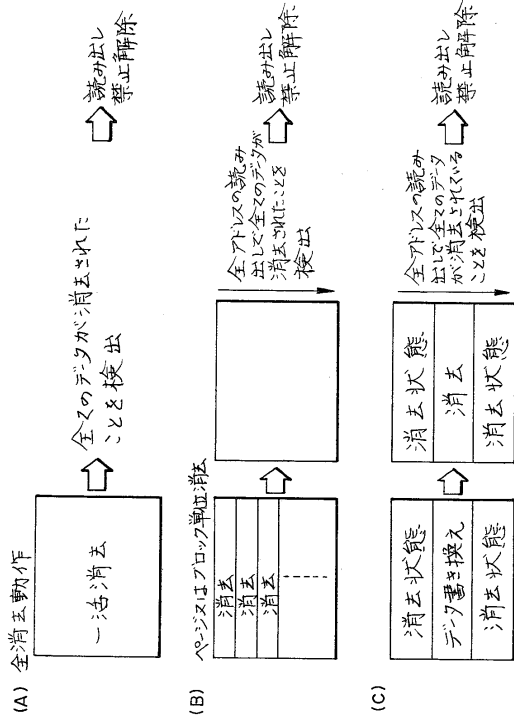 (A) 全消去動作
一活消去
全てのデータが消去された
ことを検出
読み出し
禁止解除
(B)
ページ又はブロック単位消去
消去
消去
消去
全アドレスの読み
出しで全てのデータが
消去されたことを
検出
読み出し
禁止解除
(C)
消去状態
データ書き換え
消去状態
消去状態
消去
消去状態
全アドレスの読み
出しで全てのデータ
が消去されている
ことを検出
読み出し
禁止解除